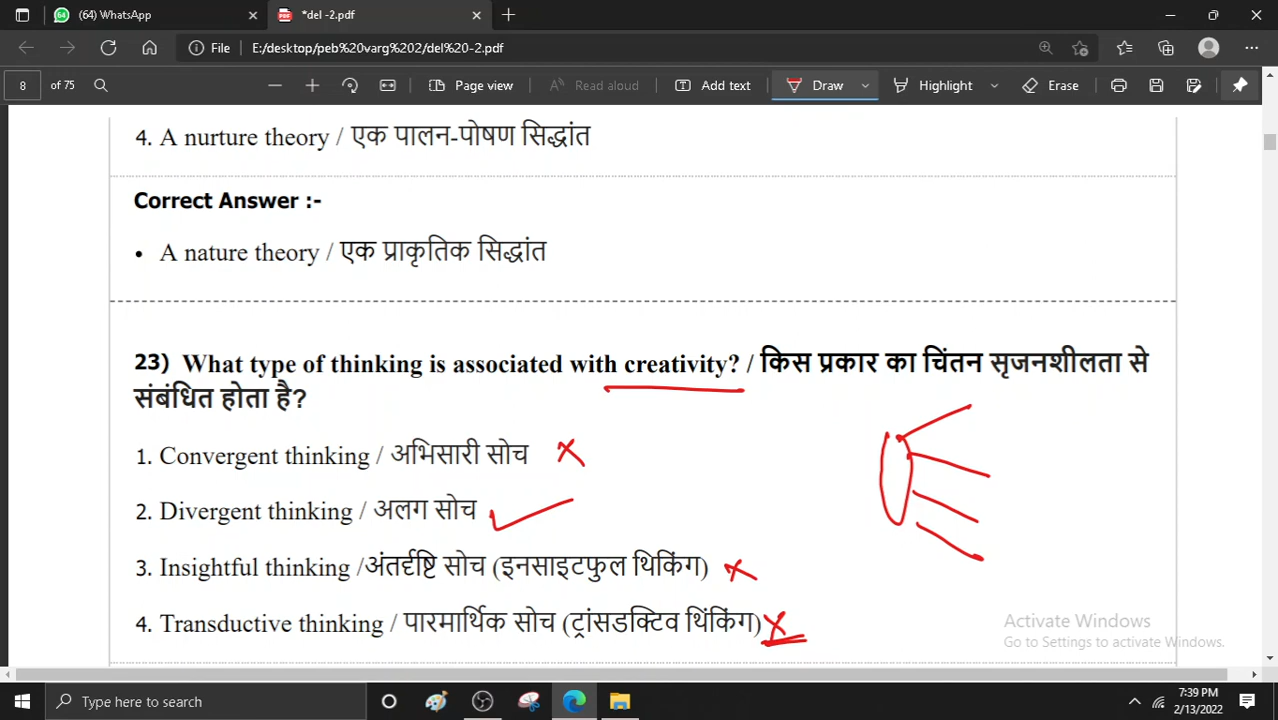 (64) WhatsApp
*del -2.pdf
File
E:/desktop/peb%20varg%202/del%20-2.pdf
8 of 75
Page view
Read aloud
Add text
Draw
Highlight
Erase
4. A nurture theory / एक पालन-पोषण सिद्धांत
Correct Answer :-
• A nature theory / एक प्राकृतिक सिद्धांत
23) What type of thinking is associated with creativity? / किस प्रकार का चिंतन सृजनशीलता से
संबंधित होता है?
1. Convergent thinking / अभिसारी सोच
2. Divergent thinking / अलग सोच
3. Insightful thinking /अंतर्दृष्टि सोच (इनसाइटफुल थिकिंग)
4. Transductive thinking / पारमार्थिक सोच (ट्रांसडक्टिव थिंकिंग)
Activate Windows
Go to Settings to activate Windows.
Type here to search
7:39 PM
2/13/2022